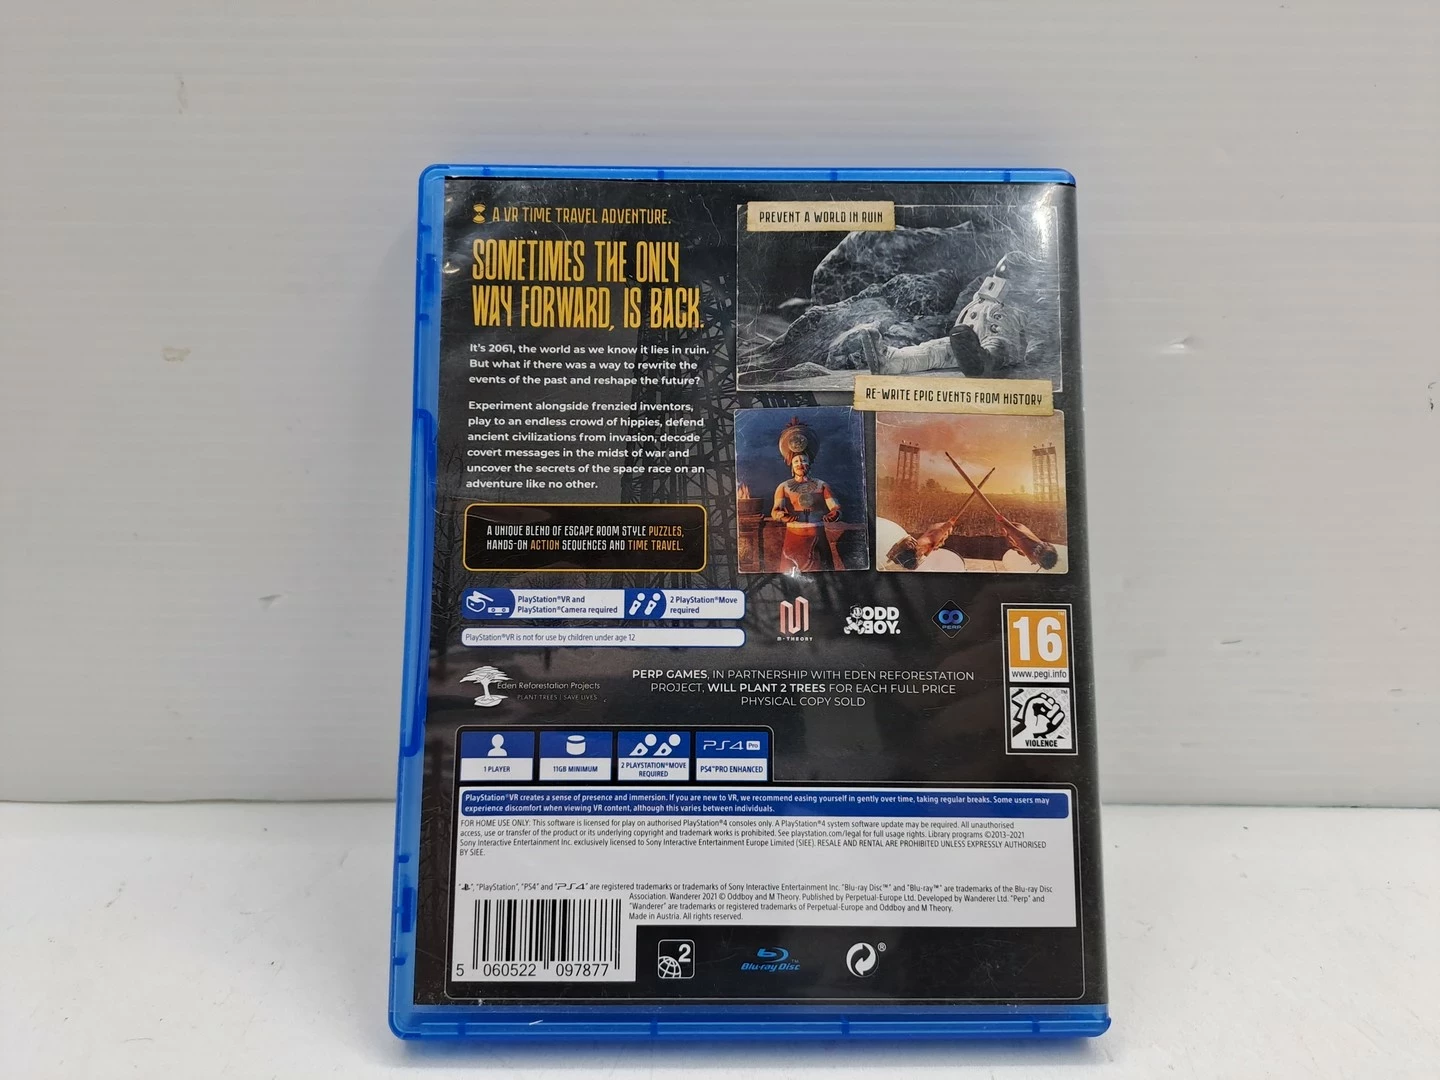 A VR TIME TRAVEL ADVENTURE.
SOMETIMES THE ONLY
WAY FORWARD, IS BACK.
It's 2061, the world as we know it lies in ruin.
But what if there was a way to rewrite the
events of the past and reshape the future?
Experiment alongside frenzied inventors,
play to an endless crowd of hippies, defend
ancient civilizations from invasion, decode
covert messages in the midst of war and
uncover the secrets of the space race on an
adventure like no other.
A UNIQUE BLEND OF ESCAPE ROOM STYLE PUZZLES,
HANDS-ON ACTION SEQUENCES AND TIME TRAVEL.
PREVENT A WORLD IN RUIN
RE-WRITE EPIC EVENTS FROM HISTORY
PlayStation®VR and
PlayStation®Camera required
2 PlayStation®Move
required
PlayStation®VR is not for use by children under age 12
M-THEORY
ODD
BOY.
PERP
16
www.pegi.info
VIOLENCE
Eden Reforestation Projects
PLANT TREES | SAVE LIVES
PERP GAMES, IN PARTNERSHIP WITH EDEN REFORESTATION
PROJECT, WILL PLANT 2 TREES FOR EACH FULL PRICE
PHYSICAL COPY SOLD
1 PLAYER
11GB MINIMUM
2 PLAYSTATION®MOVE
REQUIRED
PS4 Pro
PS4™PRO ENHANCED
PlayStation®VR creates a sense of presence and immersion. If you are new to VR, we recommend easing yourself in gently over time, taking regular breaks. Some users may
experience discomfort when viewing VR content, although this varies between individuals.
FOR HOME USE ONLY: This software is licensed for play on authorised PlayStation®4 consoles only. A PlayStation®4 system software update may be required. All unauthorised
access, use or transfer of the product or its underlying copyright and trademark works is prohibited. See playstation.com/legal for full usage rights. Library programs ©2013-2021
Sony Interactive Entertainment Inc. exclusively licensed to Sony Interactive Entertainment Europe Limited (SIEE). RESALE AND RENTAL ARE PROHIBITED UNLESS EXPRESSLY AUTHORISED
BY SIEE.
" ", "PlayStation", "PS4" and "PS4" are registered trademarks or trademarks of Sony Interactive Entertainment Inc. "Blu-ray Disc™" and "Blu-ray™" are trademarks of the Blu-ray Disc
Association. Wanderer 2021 © Oddboy and M Theory. Published by Perpetual-Europe Ltd. Developed by Wanderer Ltd. "Perp" and
"Wanderer" are trademarks or registered trademarks of Perpetual-Europe and Oddboy and M Theory.
Made in Austria. All rights reserved.
5 060522 097877
2
Blu-ray Disc™
®